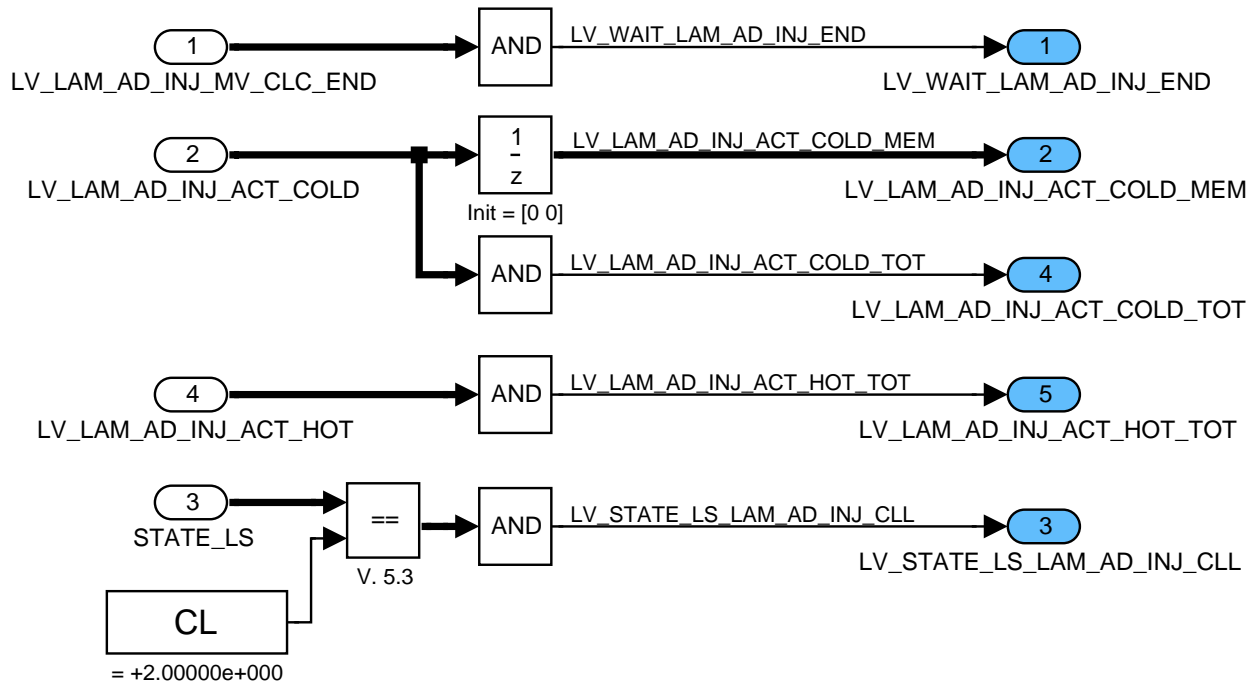 1
LV_LAM_AD_INJ_MV_CLC_END
AND
LV_WAIT_LAM_AD_INJ_END
1
LV_WAIT_LAM_AD_INJ_END
2
LV_LAM_AD_INJ_ACT_COLD
1
z
Init = [0 0]
LV_LAM_AD_INJ_ACT_COLD_MEM
2
LV_LAM_AD_INJ_ACT_COLD_MEM
AND
LV_LAM_AD_INJ_ACT_COLD_TOT
4
LV_LAM_AD_INJ_ACT_COLD_TOT
4
LV_LAM_AD_INJ_ACT_HOT
AND
LV_LAM_AD_INJ_ACT_HOT_TOT
5
LV_LAM_AD_INJ_ACT_HOT_TOT
3
STATE_LS
==
V. 5.3
AND
LV_STATE_LS_LAM_AD_INJ_CLL
3
LV_STATE_LS_LAM_AD_INJ_CLL
CL
= +2.00000e+000